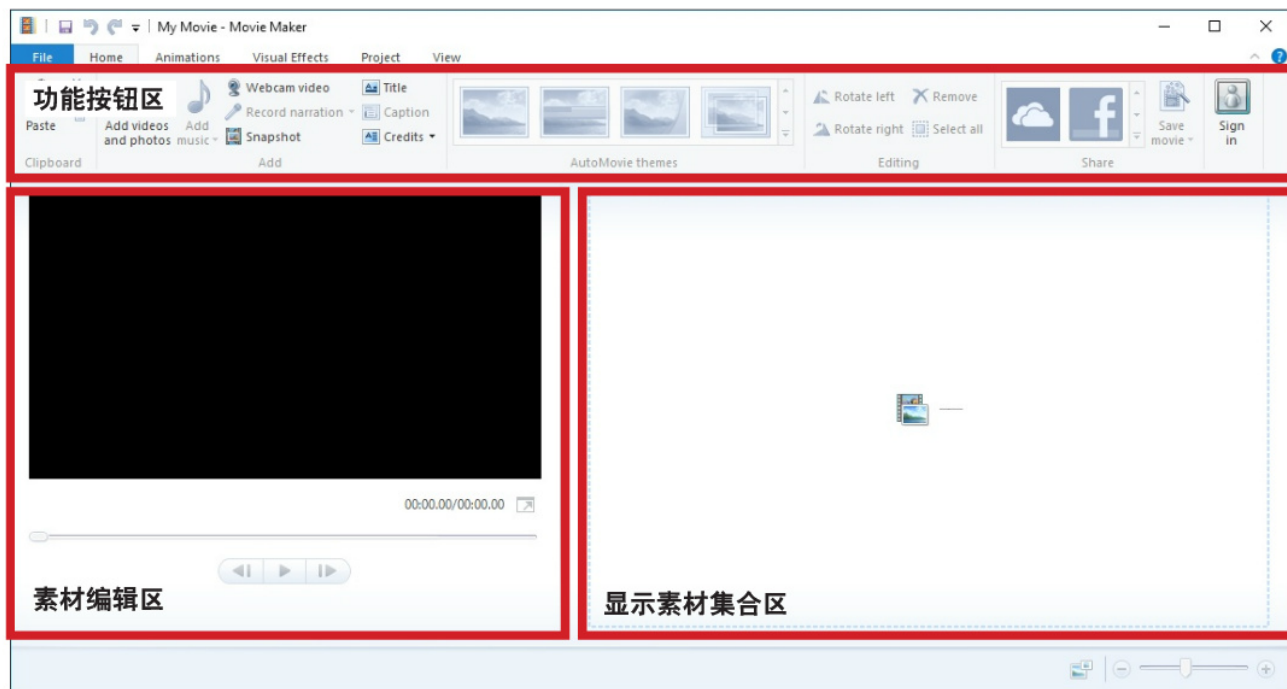 My Movie - Movie Maker
File Home Animations Visual Effects Project View
功能按钮区
Paste
Clipboard
Add videos and photos
Add music
Webcam video
Record narration
Snapshot
Title
Caption
Credits
Add
AutoMovie themes
Rotate left
Remove
Rotate right
Select all
Editing
Share
Save movie
Sign in
00:00.00/00:00.00
素材编辑区
显示素材集合区